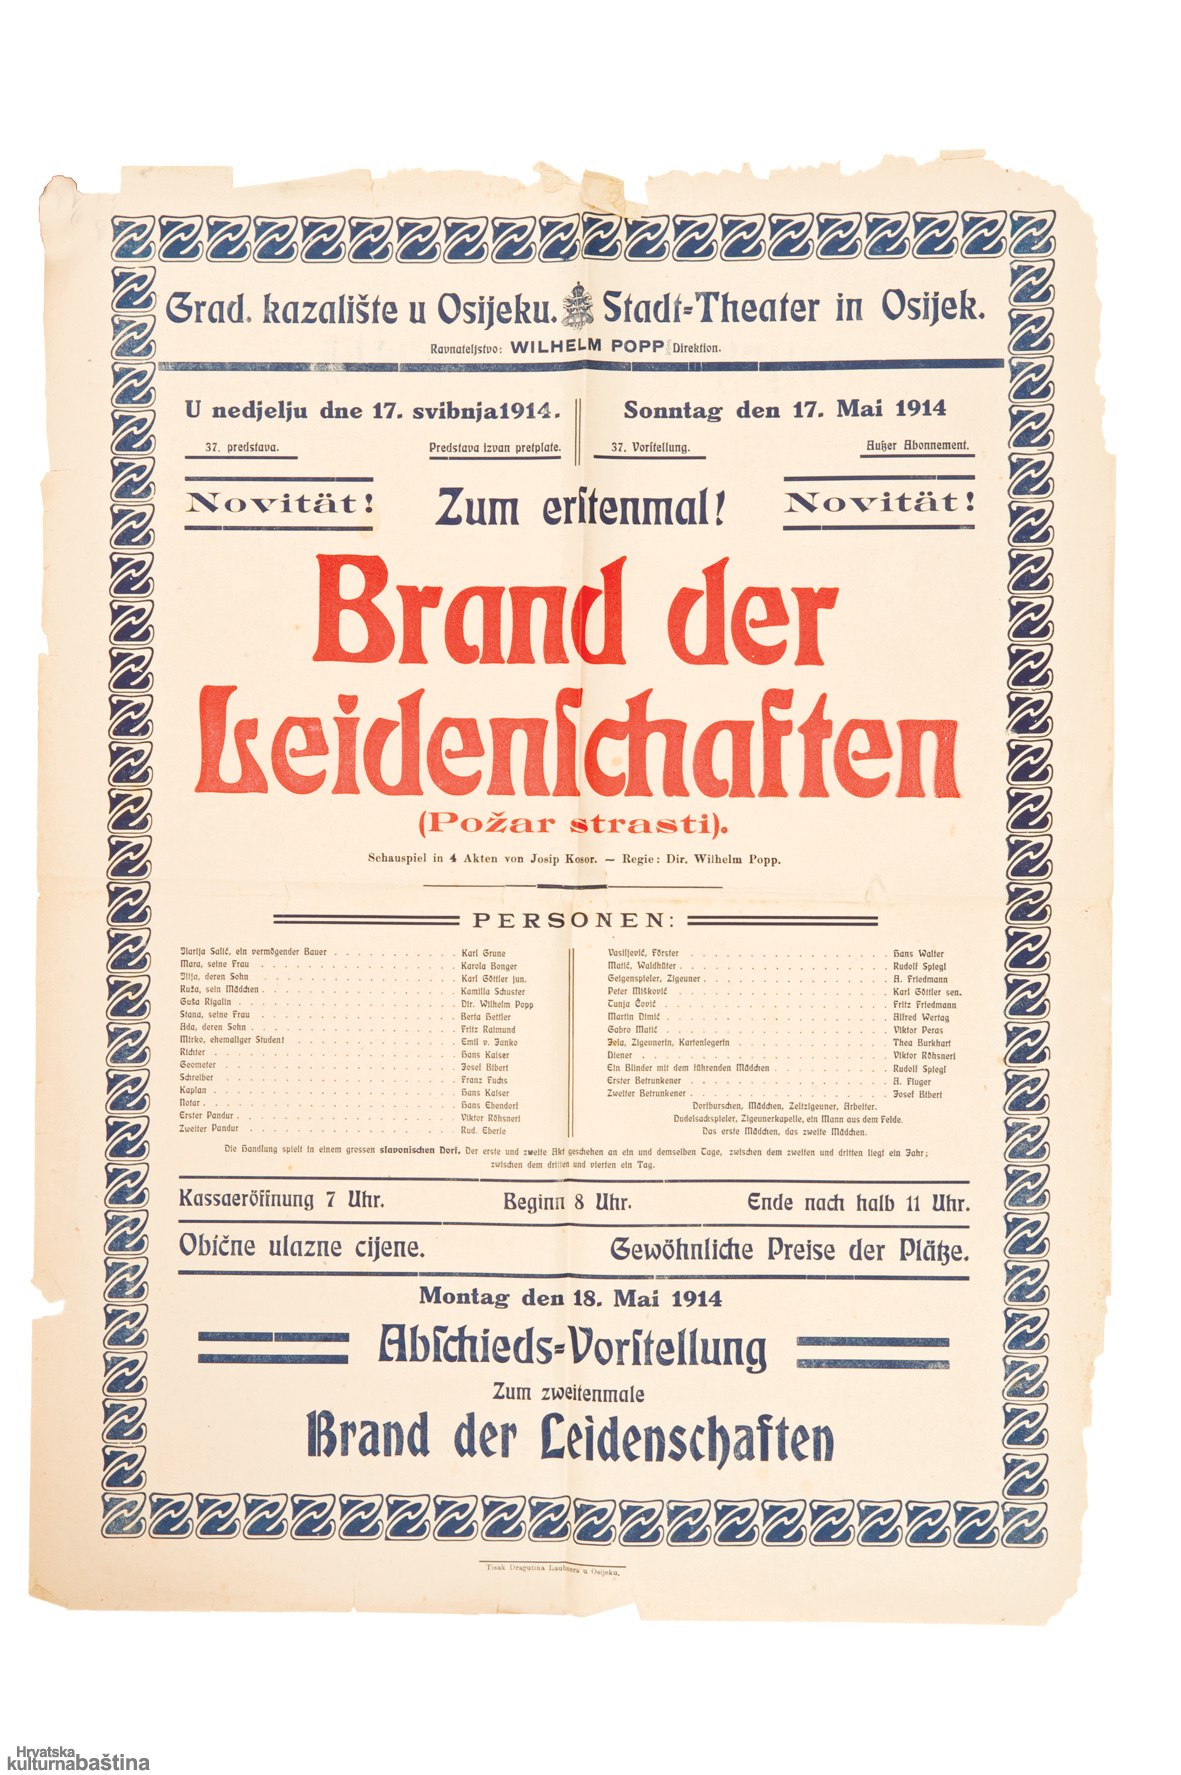 Grad. kazalište u Osijeku. Stadt-Theater in Osijek.
Ravnateljstvo: WILHELM POPP Direktion.
U nedjelju dne 17. svibnja 1914. Sonntag den 17. Mai 1914
37. predstava. Predstava izvan pretplate. 37. Vorſtellung. Außer Abonnement.
Novität! Zum erſtenmal! Novität!
Brand der
Leidenſchaften
(Požar strasti).
Schauspiel in 4 Akten von Josip Kosor. — Regie: Dir. Wilhelm Popp.
PERSONEN:
Ilarija Salić, ein vermögender Bauer . . . Karl Grune
Mara, seine Frau . . . Karola Bonger
Ilija, deren Sohn . . . Karl Göttler jun.
Ruža, sein Mädchen . . . Kamilla Schuster
Guša Rigalin . . . Dir. Wilhelm Popp
Stana, seine Frau . . . Berta Hettler
Ada, deren Sohn . . . Fritz Raimund
Mirko, ehemaliger Student . . . Emil v. Janko
Richter . . . Hans Kaiser
Geometer . . . Josef Bibert
Schreiber . . . Franz Fuchs
Kaplan . . . Hans Kaiser
Notar . . . Hans Ebendorf
Erster Pandur . . . Viktor Röhsnerl
Zweiter Pandur . . . Rud. Eberle
Vasiljević, Förster . . . Hans Walter
Matić, Waldhüter . . . Rudolf Spiegl
Geigenspieler, Zigeuner . . . A. Friedmann
Peter Mišković . . . Karl Göttler sen.
Tunja Čović . . . Fritz Friedmann
Martin Dimić . . . Alfred Wertag
Gabro Matić . . . Viktor Peras
Jela, Zigeunerin, Kartenlegerin . . . Thea Burkhart
Diener . . . Viktor Röhsnerl
Ein Blinder mit dem führenden Mädchen . . . Rudolf Spiegl
Erster Betrunkener . . . A. Fluger
Zweiter Betrunkener . . . Josef Bibert
Dorfburschen, Mädchen, Zeltzigeuner, Arbeiter.
Dudelsackspieler, Zigeunerkapelle, ein Mann aus dem Felde.
Das erste Mädchen, das zweite Mädchen.
Die Handlung spielt in einem grossen slavonischen Dorf. Der erste und zweite Akt geschehen an ein und demselben Tage, zwischen dem zweiten und dritten liegt ein Jahr;
zwischen dem dritten und vierten ein Tag.
Kassaeröffnung 7 Uhr. Beginn 8 Uhr. Ende nach halb 11 Uhr.
Obične ulazne cijene. Gewöhnliche Preise der Plätze.
Montag den 18. Mai 1914
Abſchieds-Vorſtellung
Zum zweitenmale
Brand der Leidenschaften
Tisak Dragutina Laubnera u Osijeku.
Hrvatska
kulturnabaština